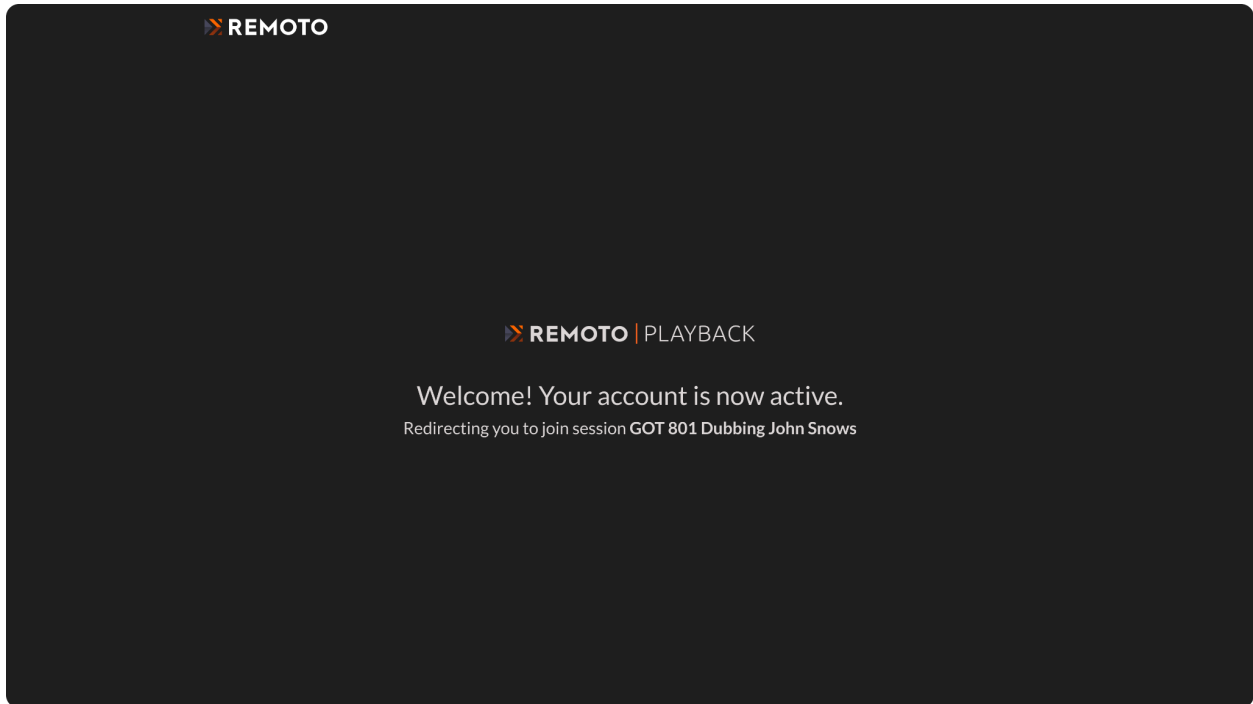 REMOTO
REMOTO | PLAYBACK
Welcome! Your account is now active.
Redirecting you to join session GOT 801 Dubbing John Snows